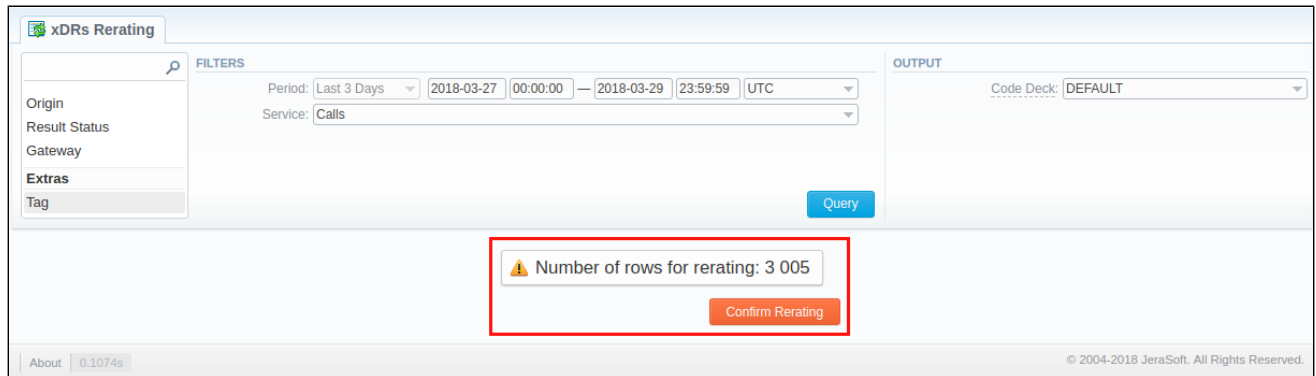 xDRs Rerating
FILTERS
OUTPUT
Period: Last 3 Days 2018-03-27 00:00:00 — 2018-03-29 23:59:59 UTC
Code Deck: DEFAULT
Service: Calls
Origin
Result Status
Gateway
Extras
Tag
Query
Number of rows for rerating: 3 005
Confirm Rerating
About 0.1074s
© 2004-2018 JeraSoft. All Rights Reserved.